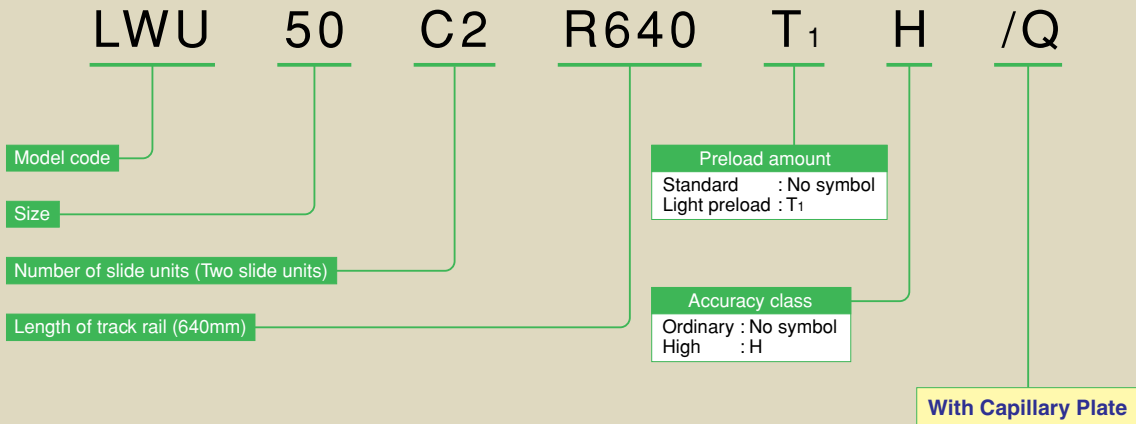 LWU 50 C2 R640 T1 H /Q
Model code
Size
Number of slide units (Two slide units)
Length of track rail (640mm)
Preload amount
Standard : No symbol
Light preload : T1
Accuracy class
Ordinary : No symbol
High : H
With Capillary Plate